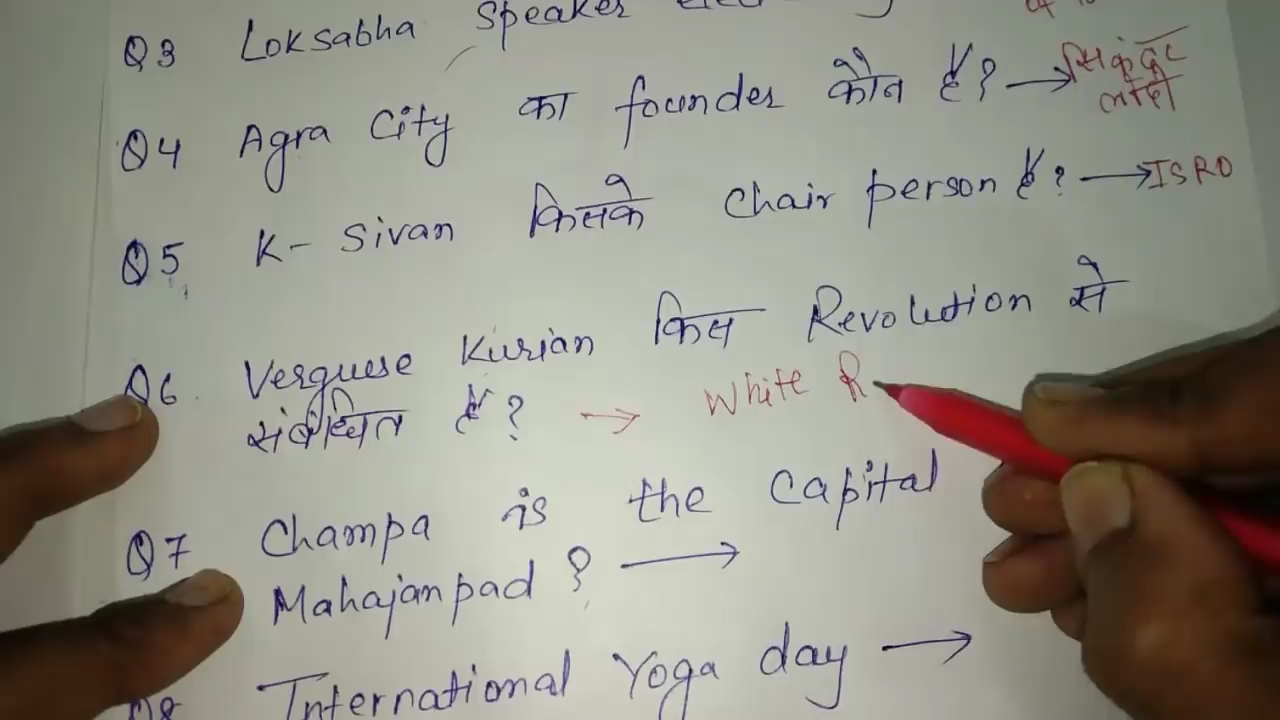 Q3 Loksabha Speaker
Q4 Agra City का founder कौन है? → सिकंदर लोदी
Q5 K- Sivan किसके Chair person है? → ISRO
Q6 Verguese Kurian किस Revolution से
संबंधित है? → White R
Q7 Champa is the Capital
Mahajanpad ? →
Q8 International Yoga day →